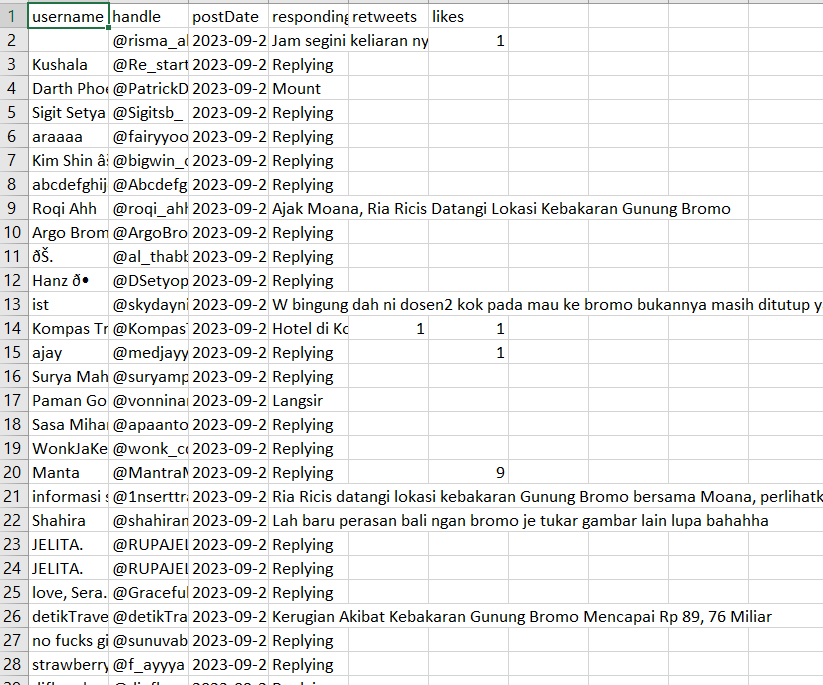 1 username handle postDate responding retweets likes
2 @risma_al 2023-09-2 Jam segini keliaran ny 1
3 Kushala @Re_start 2023-09-2 Replying
4 Darth Phoe @PatrickD 2023-09-2 Mount
5 Sigit Setya @Sigitsb_ 2023-09-2 Replying
6 araaaa @fairyyoo 2023-09-2 Replying
7 Kim Shin âš @bigwin_c 2023-09-2 Replying
8 abcdefghij @Abcdefg 2023-09-2 Replying
9 Roqi Ahh @roqi_ahh 2023-09-2 Ajak Moana, Ria Ricis Datangi Lokasi Kebakaran Gunung Bromo
10 Argo Brom @ArgoBro 2023-09-2 Replying
11 ðŠ. @al_thabb 2023-09-2 Replying
12 Hanz ð• @DSetyop 2023-09-2 Replying
13 ist @skydayni 2023-09-2 W bingung dah ni dosen2 kok pada mau ke bromo bukannya masih ditutup y
14 Kompas Tr @Kompas 2023-09-2 Hotel di Ko 1 1
15 ajay @medjayy 2023-09-2 Replying 1
16 Surya Mah @suryamp 2023-09-2 Replying
17 Paman Go @vonnina 2023-09-2 Langsir
18 Sasa Mihar @apaanto 2023-09-2 Replying
19 WonkJaKe @wonk_co 2023-09-2 Replying
20 Manta @MantraM 2023-09-2 Replying 9
21 informasi s @1nserttra 2023-09-2 Ria Ricis datangi lokasi kebakaran Gunung Bromo bersama Moana, perlihatk
22 Shahira @shahiran 2023-09-2 Lah baru perasan bali ngan bromo je tukar gambar lain lupa bahahha
23 JELITA. @RUPAJEL 2023-09-2 Replying
24 JELITA. @RUPAJEL 2023-09-2 Replying
25 love, Sera. @Graceful 2023-09-2 Replying
26 detikTrave @detikTra 2023-09-2 Kerugian Akibat Kebakaran Gunung Bromo Mencapai Rp 89, 76 Miliar
27 no fucks gi @sunuvab 2023-09-2 Replying
28 strawberry @f_ayyya 2023-09-2 Replying